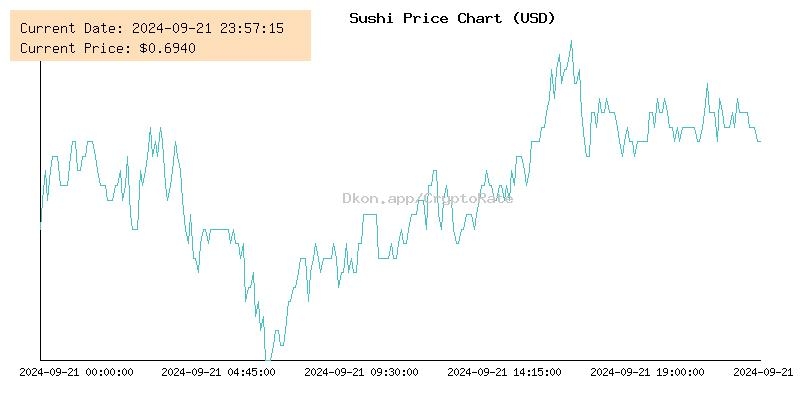 Sushi Price Chart (USD)
Current Date: 2024-09-21 23:57:15
Current Price: $0.6940
Dkon.app/CryptoRate
2024-09-21 00:00:00 2024-09-21 04:45:00 2024-09-21 09:30:00 2024-09-21 14:15:00 2024-09-21 19:00:00 2024-09-21